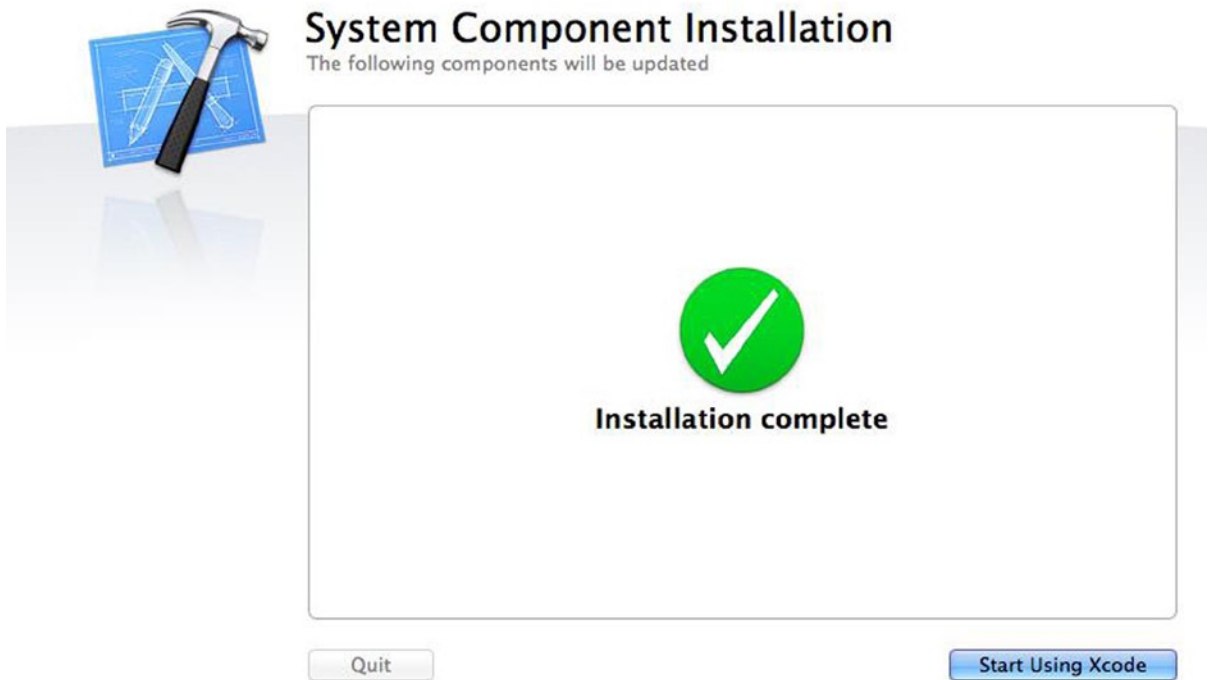 System Component Installation
The following components will be updated
Installation complete
Quit
Start Using Xcode